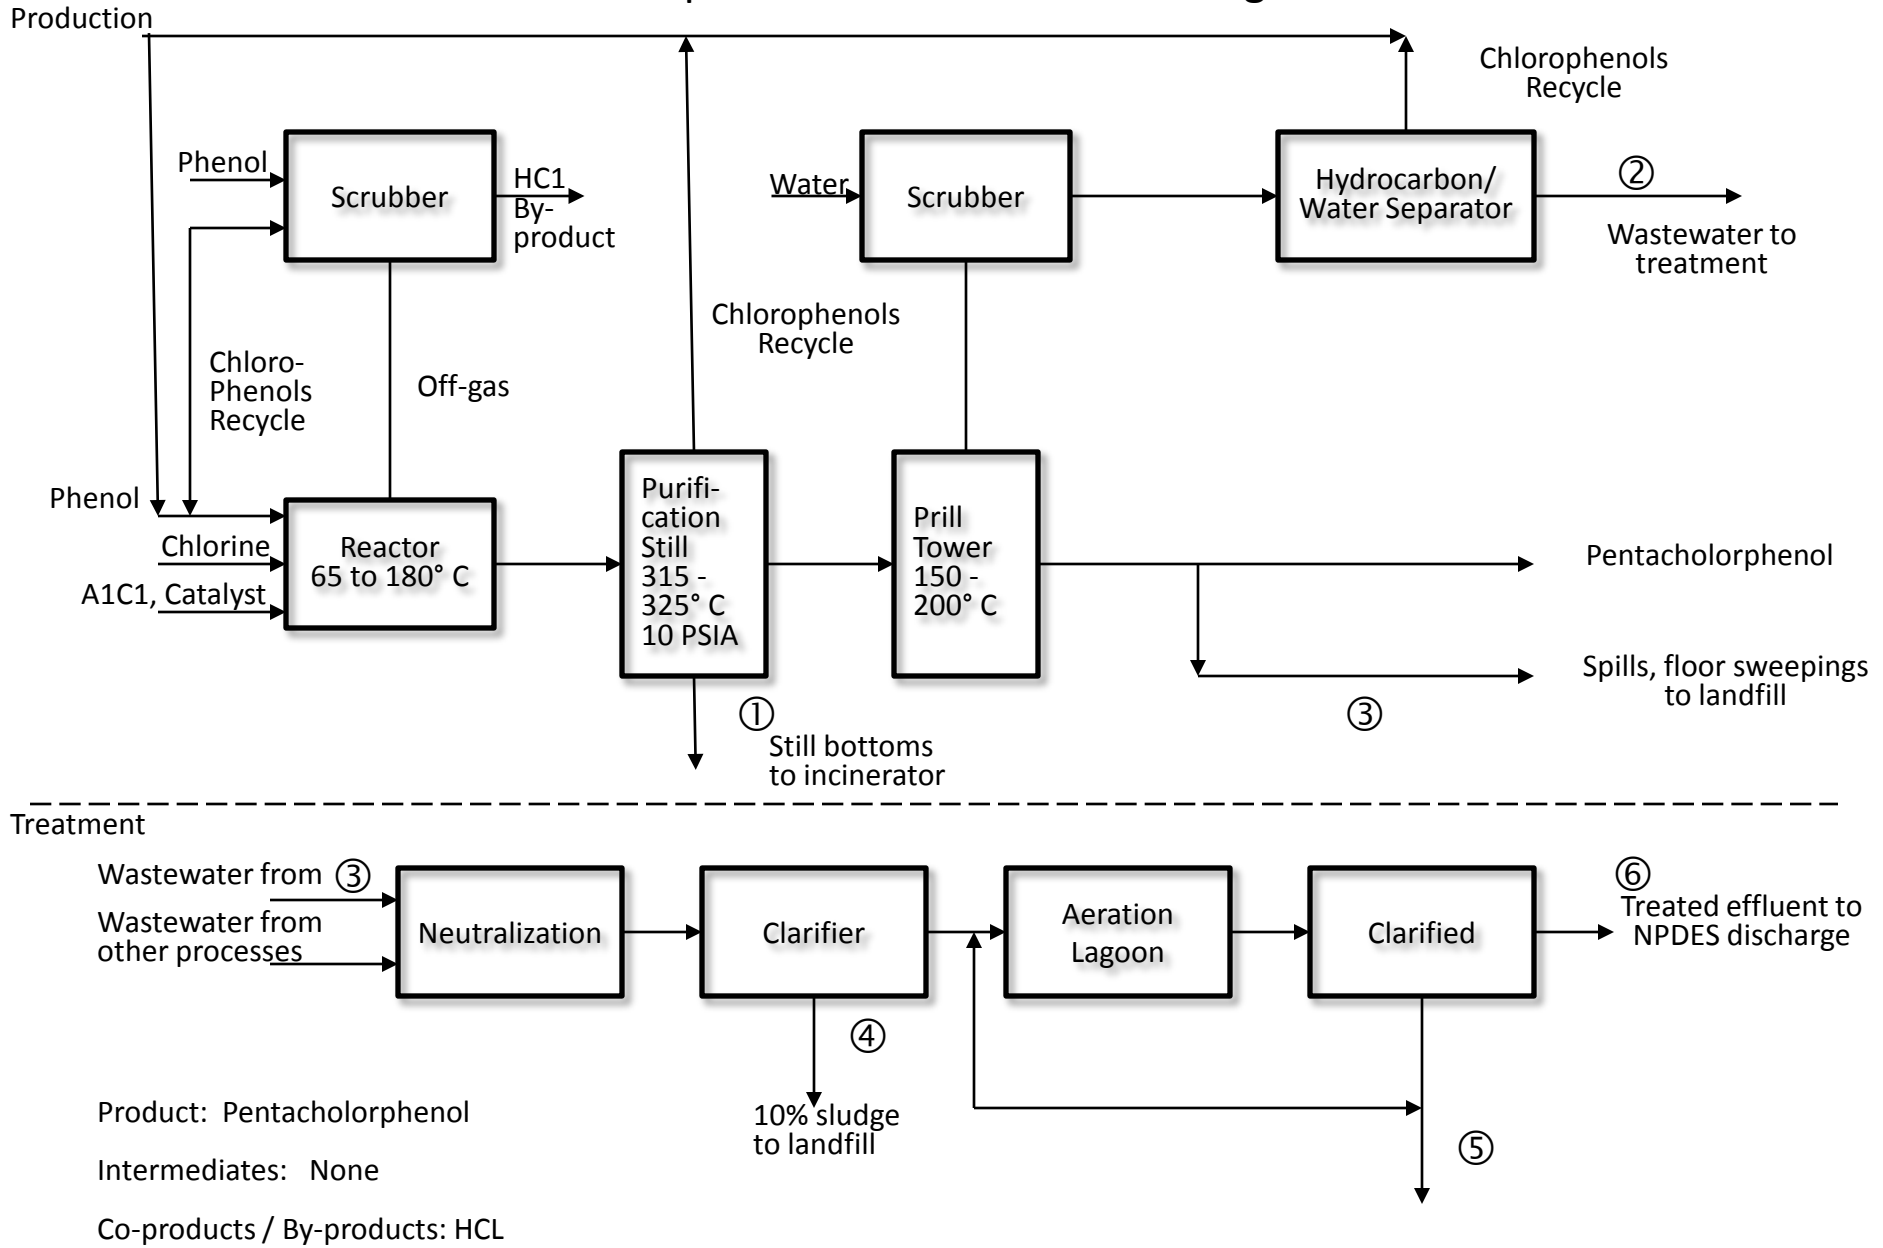 Production
Chlorophenols
Recycle
Phenol
Scrubber
HC1
By-
product
Water
Scrubber
Hydrocarbon/
Water Separator
②
Wastewater to
treatment
Chloro-
Phenols
Recycle
Off-gas
Chlorophenols
Recycle
Phenol
Chlorine
A1C1, Catalyst
Reactor
65 to 180° C
Purifi-
cation
Still
315 -
325° C
10 PSIA
Prill
Tower
150 -
200° C
Pentacholorphenol
Spills, floor sweepings
to landfill
③
①
Still bottoms
to incinerator
Treatment
Wastewater from ③
Wastewater from
other processes
Neutralization
Clarifier
Aeration
Lagoon
Clarified
⑥
Treated effluent to
NPDES discharge
④
10% sludge
to landfill
⑤
Product: Pentacholorphenol
Intermediates: None
Co-products / By-products: HCL